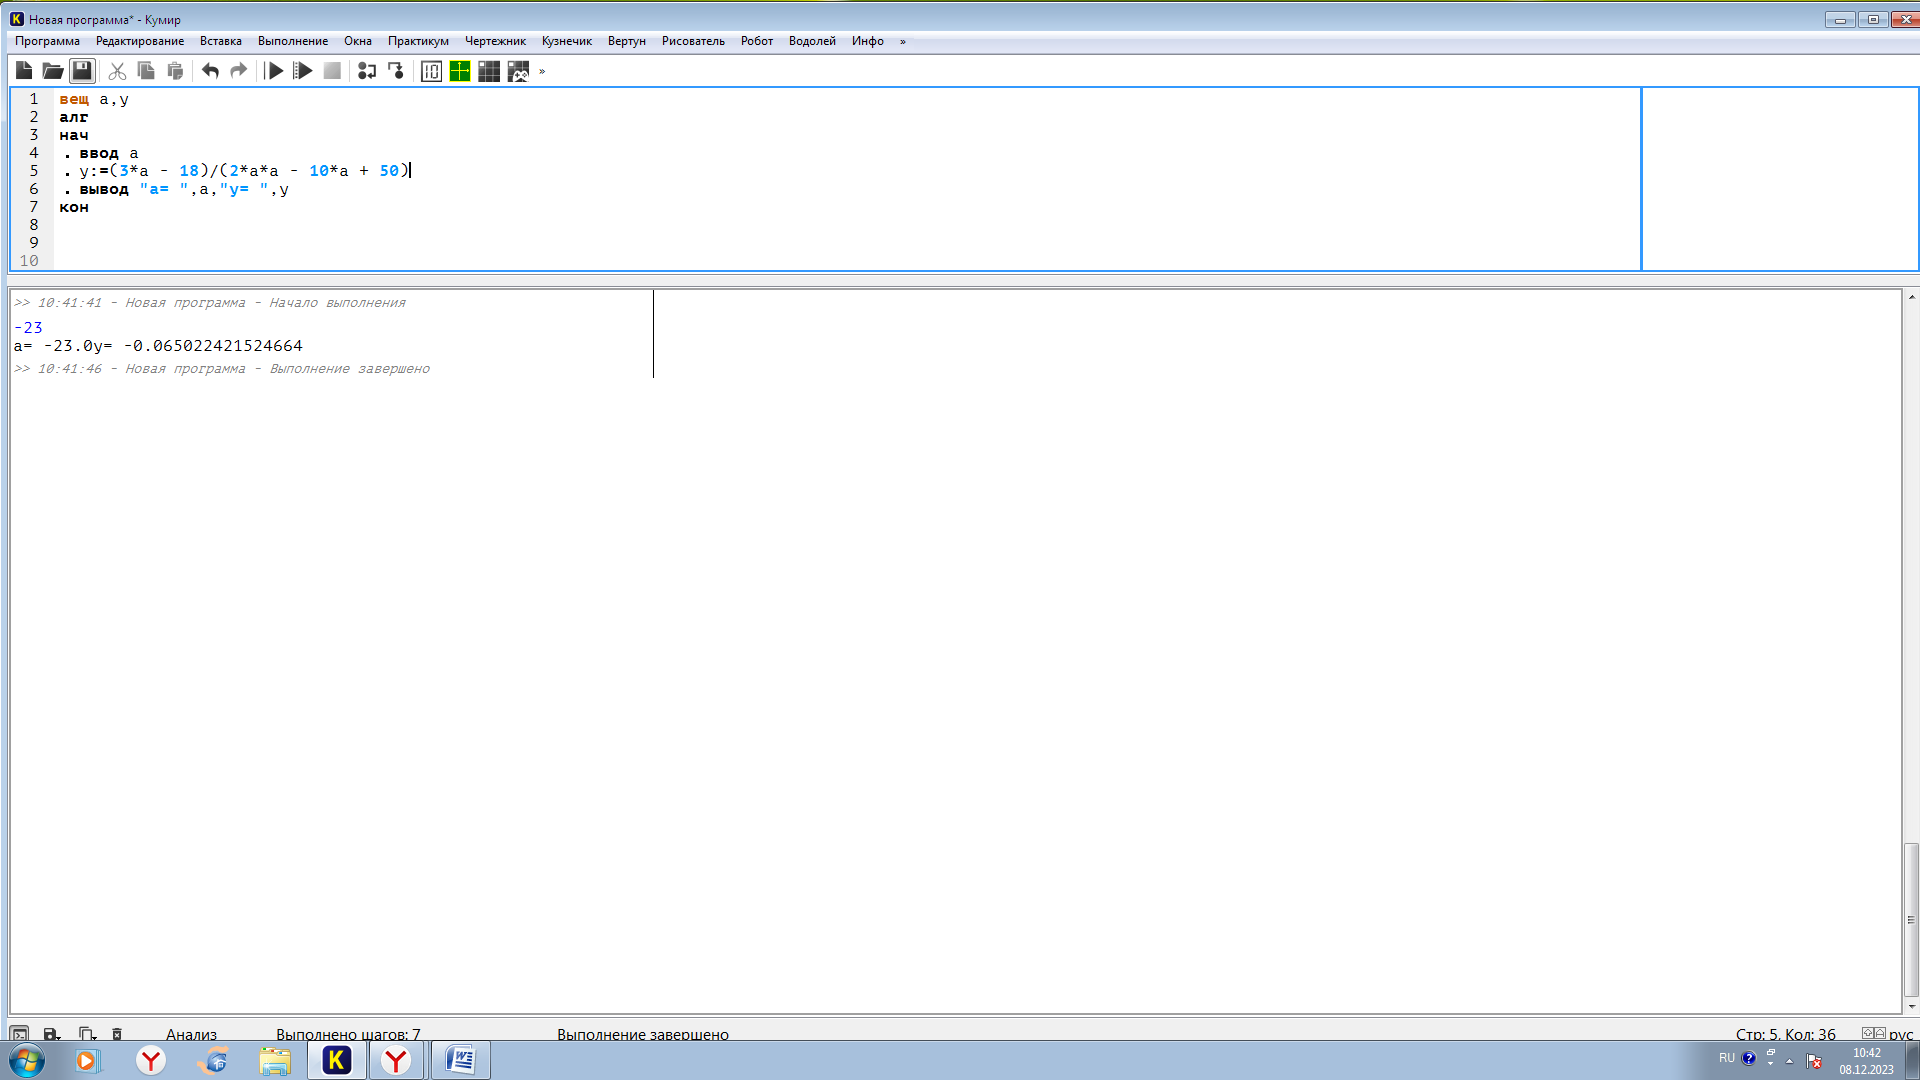 Новая программа* - Кумир
Программа Редактирование Вставка Выполнение Окна Практикум Чертежник Кузнечик Вертун Рисователь Робот Водолей Инфо »
»
1 вещ а,у
2 алг
3 нач
4 . ввод а
5 . у:=(3*а - 18)/(2*а*а - 10*а + 50)
6 . вывод "а= ",а,"у= ",у
7 кон
8
9
10
>> 10:41:41 - Новая программа - Начало выполнения
-23
а= -23.0у= -0.065022421524664
>> 10:41:46 - Новая программа - Выполнение завершено
Анализ Выполнено шагов: 7 Выполнение завершено Стр: 5, Кол: 36 рус
RU 10:42
08.12.2023